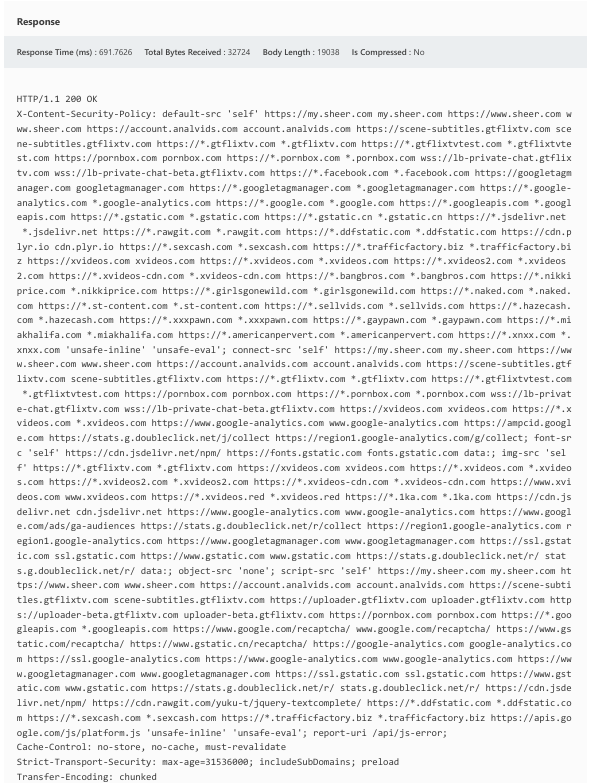 Response
Response Time (ms) : 691.7626 Total Bytes Received : 32724 Body Length : 19038 Is Compressed : No
HTTP/1.1 200 OK
X-Content-Security-Policy: default-src 'self' https://my.sheer.com my.sheer.com https://www.sheer.com w
ww.sheer.com https://account.analvids.com account.analvids.com https://scene-subtitles.gtflixtv.com sce
ne-subtitles.gtflixtv.com https://*.gtflixtv.com *.gtflixtv.com https://*.gtflixtvtest.com *.gtflixtvte
st.com https://pornbox.com pornbox.com https://*.pornbox.com *.pornbox.com wss://lb-private-chat.gtflix
tv.com wss://lb-private-chat-beta.gtflixtv.com https://*.facebook.com *.facebook.com https://googletagm
anager.com googletagmanager.com https://*.googletagmanager.com *.googletagmanager.com https://*.google-
analytics.com *.google-analytics.com https://*.google.com *.google.com https://*.googleapis.com *.googl
eapis.com https://*.gstatic.com *.gstatic.com https://*.gstatic.cn *.gstatic.cn https://*.jsdelivr.net
*.jsdelivr.net https://*.rawgit.com *.rawgit.com https://*.ddfstatic.com *.ddfstatic.com https://cdn.p
lyr.io cdn.plyr.io https://*.sexcash.com *.sexcash.com https://*.trafficfactory.biz *.trafficfactory.bi
z https://xvideos.com xvideos.com https://*.xvideos.com *.xvideos.com https://*.xvideos2.com *.xvideos
2.com https://*.xvideos-cdn.com *.xvideos-cdn.com https://*.bangbros.com *.bangbros.com https://*.nikki
price.com *.nikkiprice.com https://*.girlsgonewild.com *.girlsgonewild.com https://*.naked.com *.naked.
com https://*.st-content.com *.st-content.com https://*.sellvids.com *.sellvids.com https://*.hazecash.
com *.hazecash.com https://*.xxxpawn.com *.xxxpawn.com https://*.gaypawn.com *.gaypawn.com https://*.mi
akhalifa.com *.miakhalifa.com https://*.americanpervert.com *.americanpervert.com https://*.xnxx.com *.
xnxx.com 'unsafe-inline' 'unsafe-eval'; connect-src 'self' https://my.sheer.com my.sheer.com https://ww
w.sheer.com www.sheer.com https://account.analvids.com account.analvids.com https://scene-subtitles.gtf
lixtv.com scene-subtitles.gtflixtv.com https://*.gtflixtv.com *.gtflixtv.com https://*.gtflixtvtest.com
*.gtflixtvtest.com https://pornbox.com pornbox.com https://*.pornbox.com *.pornbox.com wss://lb-privat
e-chat.gtflixtv.com wss://lb-private-chat-beta.gtflixtv.com https://xvideos.com xvideos.com https://*.x
videos.com *.xvideos.com https://www.google-analytics.com www.google-analytics.com https://ampcid.googl
e.com https://stats.g.doubleclick.net/j/collect https://region1.google-analytics.com/g/collect; font-sr
c 'self' https://cdn.jsdelivr.net/npm/ https://fonts.gstatic.com fonts.gstatic.com data:; img-src 'sel
f' https://*.gtflixtv.com *.gtflixtv.com https://xvideos.com xvideos.com https://*.xvideos.com *.xvideo
s.com https://*.xvideos2.com *.xvideos2.com https://*.xvideos-cdn.com *.xvideos-cdn.com https://www.xvi
deos.com www.xvideos.com https://*.xvideos.red *.xvideos.red https://*.1ka.com *.1ka.com https://cdn.js
delivr.net cdn.jsdelivr.net https://www.google-analytics.com www.google-analytics.com https://www.googl
e.com/ads/ga-audiences https://stats.g.doubleclick.net/r/collect https://region1.google-analytics.com r
egion1.google-analytics.com https://www.googletagmanager.com www.googletagmanager.com https://ssl.gstat
ic.com ssl.gstatic.com https://www.gstatic.com www.gstatic.com https://stats.g.doubleclick.net/r/ stat
s.g.doubleclick.net/r/ data:; object-src 'none'; script-src 'self' https://my.sheer.com my.sheer.com ht
tps://www.sheer.com www.sheer.com https://account.analvids.com account.analvids.com https://scene-subti
tles.gtflixtv.com scene-subtitles.gtflixtv.com https://uploader.gtflixtv.com uploader.gtflixtv.com http
s://uploader-beta.gtflixtv.com uploader-beta.gtflixtv.com https://pornbox.com pornbox.com https://*.goo
gleapis.com *.googleapis.com https://www.google.com/recaptcha/ www.google.com/recaptcha/ https://www.gs
tatic.com/recaptcha/ https://www.gstatic.cn/recaptcha/ https://google-analytics.com google-analytics.co
m https://ssl.google-analytics.com https://www.google-analytics.com www.google-analytics.com https://ww
w.googletagmanager.com www.googletagmanager.com https://ssl.gstatic.com ssl.gstatic.com https://www.gst
atic.com www.gstatic.com https://stats.g.doubleclick.net/r/ stats.g.doubleclick.net/r/ https://cdn.jsde
livr.net/npm/ https://cdn.rawgit.com/yuku-t/jquery-textcomplete/ https://*.ddfstatic.com *.ddfstatic.co
m https://*.sexcash.com *.sexcash.com https://*.trafficfactory.biz *.trafficfactory.biz https://apis.go
ogle.com/js/platform.js 'unsafe-inline' 'unsafe-eval'; report-uri /api/js-error;
Cache-Control: no-store, no-cache, must-revalidate
Strict-Transport-Security: max-age=31536000; includeSubDomains; preload
Transfer-Encoding: chunked